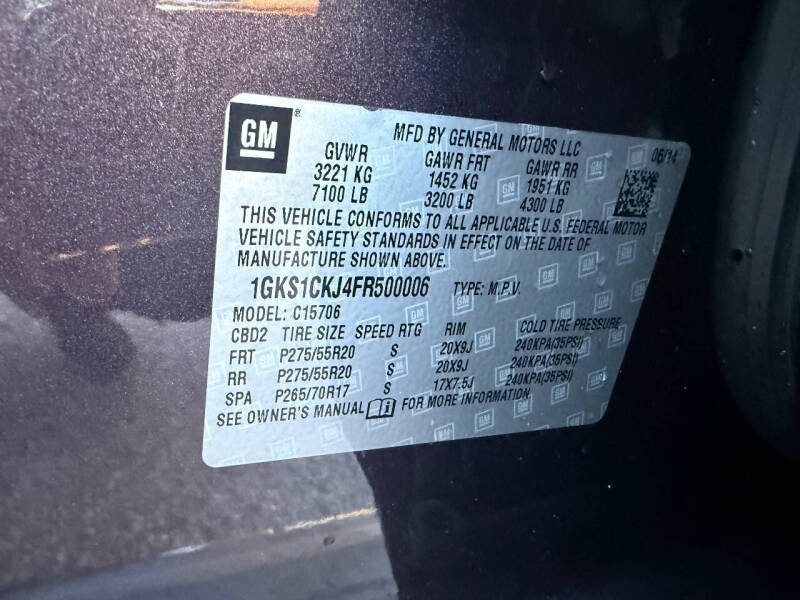 GM ®
MFD BY GENERAL MOTORS LLC 06/14
GVWR GAWR FRT GAWR RR
3221 KG 1452 KG 1951 KG
7100 LB 3200 LB 4300 LB
THIS VEHICLE CONFORMS TO ALL APPLICABLE U.S. FEDERAL MOTOR
VEHICLE SAFETY STANDARDS IN EFFECT ON THE DATE OF
MANUFACTURE SHOWN ABOVE.
1GKS1CKJ4FR500006 TYPE: M.P.V.
MODEL: C15706
CBD2 TIRE SIZE SPEED RTG RIM COLD TIRE PRESSURE
FRT P275/55R20 S 20X9J 240KPA(35PSI)
RR P275/55R20 S 20X9J 240KPA(35PSI)
SPA P265/70R17 S 17X7.5J 240KPA(35PSI)
SEE OWNER'S MANUAL FOR MORE INFORMATION